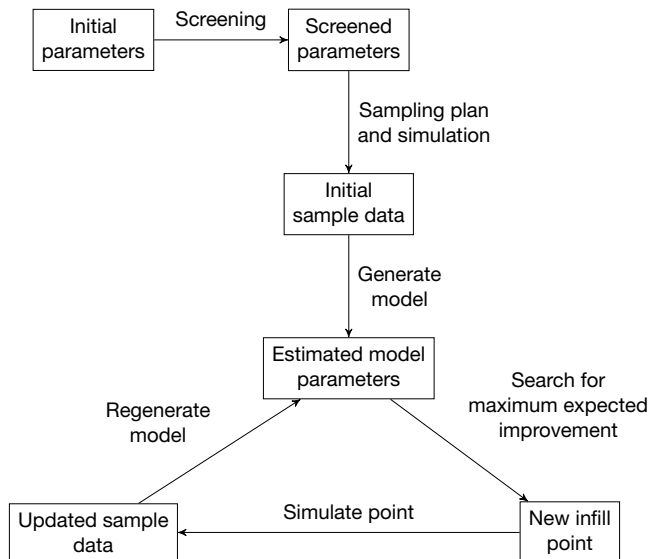 Initial
parameters
Screening
Screened
parameters
Sampling plan
and simulation
Initial
sample data
Generate
model
Estimated model
parameters
Search for
maximum expected
improvement
Regenerate
model
Updated sample
data
Simulate point
New infill
point